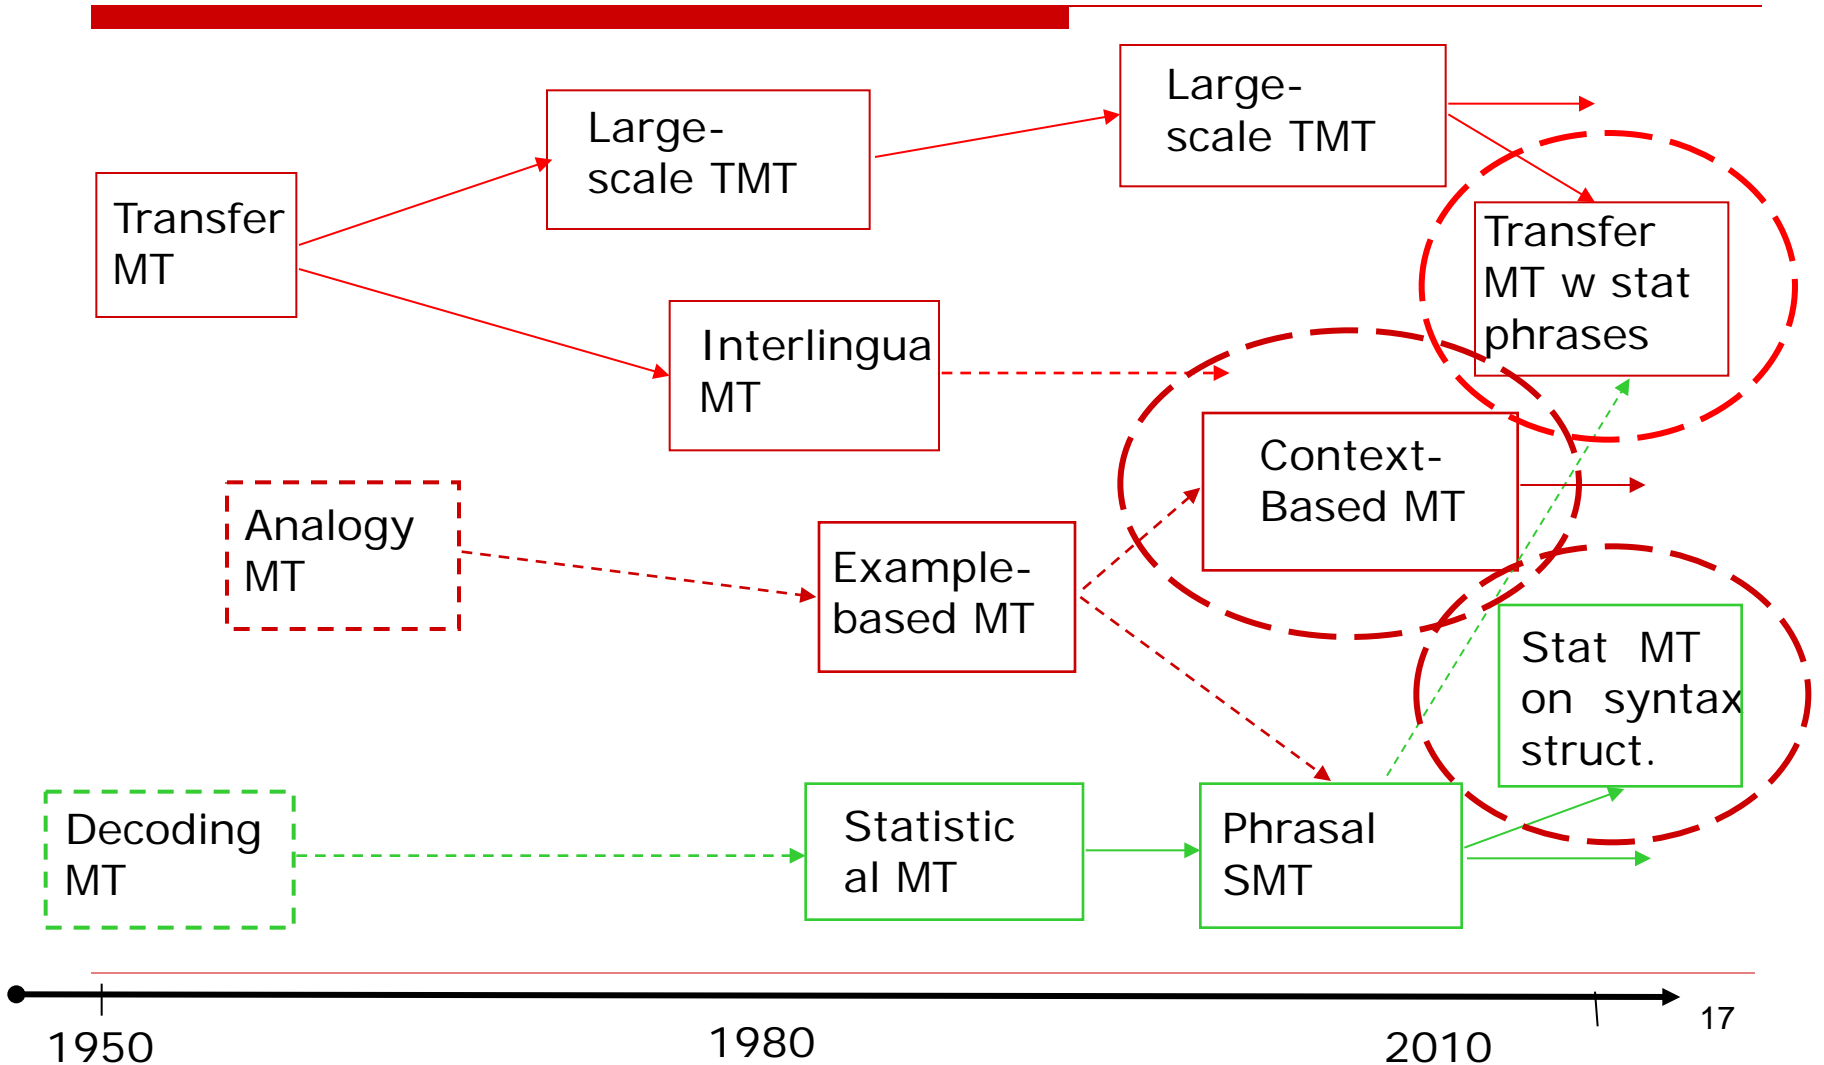 Large-
scale TMT
Large-
scale TMT
Transfer
MT
Transfer
MT w stat
phrases
Interlingua
MT
Context-
Based MT
Analogy
MT
Example-
based MT
Stat MT
on syntax
struct.
Decoding
MT
Statistic
al MT
Phrasal
SMT
1950
1980
2010
17